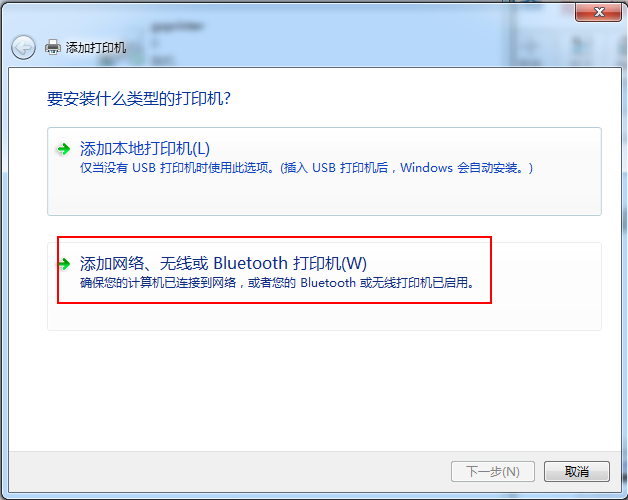 添加打印机
要安装什么类型的打印机?
添加本地打印机(L)
仅当没有 USB 打印机时使用此选项。(插入 USB 打印机后，Windows 会自动安装。)
添加网络、无线或 Bluetooth 打印机(W)
确保您的计算机已连接到网络，或者您的 Bluetooth 或无线打印机已启用。
下一步(N)
取消